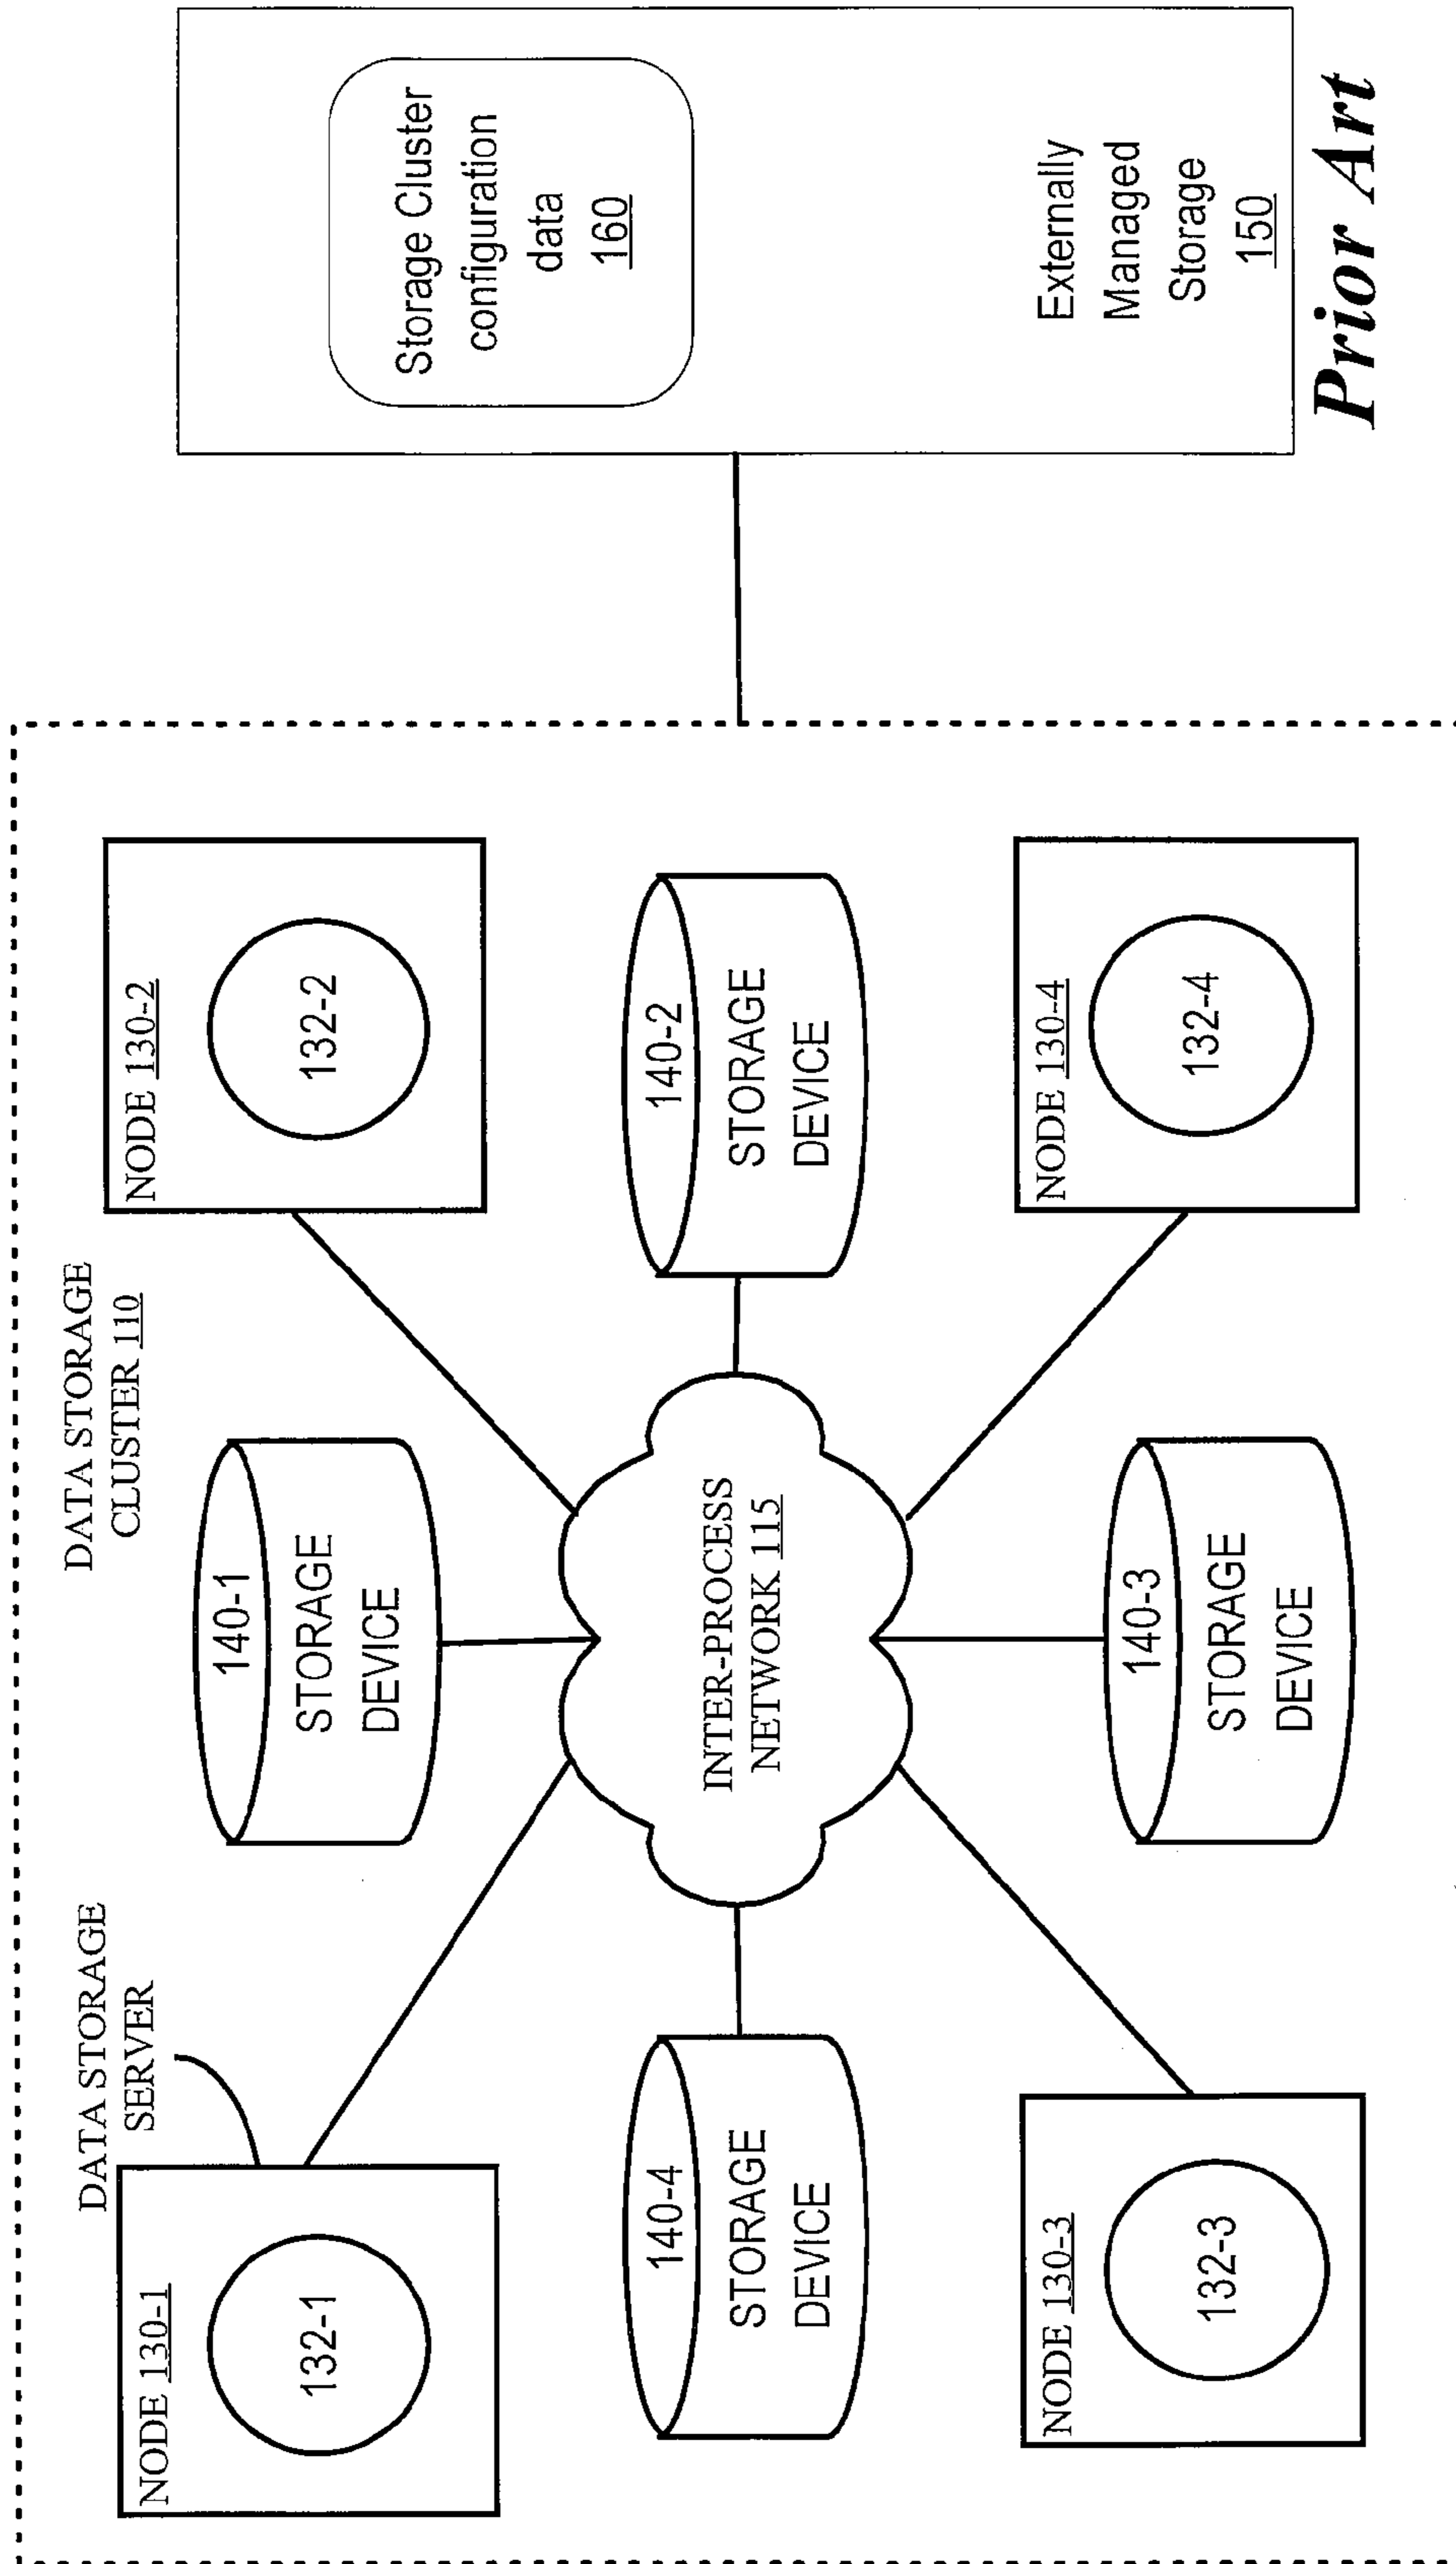 DATA STORAGE
SERVER
DATA STORAGE
CLUSTER 110
NODE 130-1
132-1
140-1
STORAGE
DEVICE
NODE 130-2
132-2
140-4
STORAGE
DEVICE
INTER-PROCESS
NETWORK 115
140-2
STORAGE
DEVICE
NODE 130-3
132-3
140-3
STORAGE
DEVICE
NODE 130-4
132-4
Storage Cluster
configuration
data
160
Externally
Managed
Storage
150
Prior Art